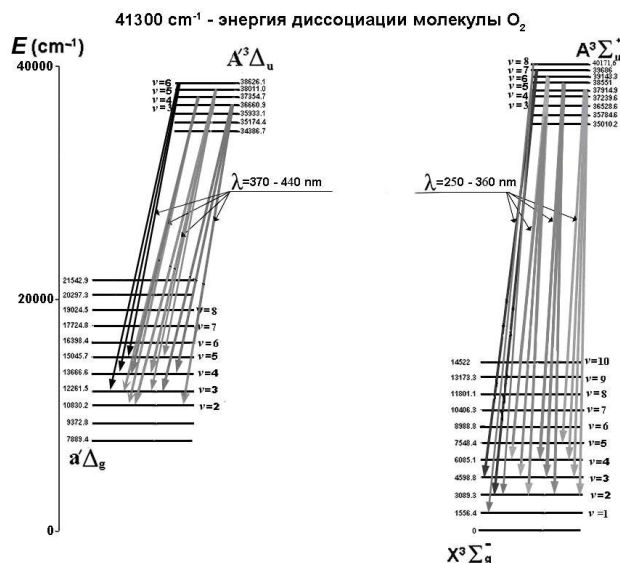 41300 cm⁻¹ - энергия диссоциации молекулы O₂
E (cm⁻¹)
40000
20000
0
A'³Δᵤ
v=6
v=5
v=4
v=3
38626.1
38011.0
37354.7
36660.9
35933.1
35174.4
34386.7
λ=370 - 440 nm
21542.9
20297.3
19024.5 v=8
17724.8 v=7
16398.4 v=6
15045.7 v=5
13666.6 v=4
12261.5 v=3
10830.2 v=2
9372.8
7889.4
a'Δg
A³Σᵤ⁺
v=8
v=7
v=6
v=5
v=4
v=3
40171.6
39686
39143.3
38551
37914.9
37239.6
36528.6
35784.6
35010.2
λ=250 - 360 nm
14522 v=10
13173.3 v=9
11801.1 v=8
10406.3 v=7
8988.8 v=6
7548.4 v=5
6085.1 v=4
4598.8 v=3
3089.3 v=2
1556.4 v=1
0
X³Σg⁻